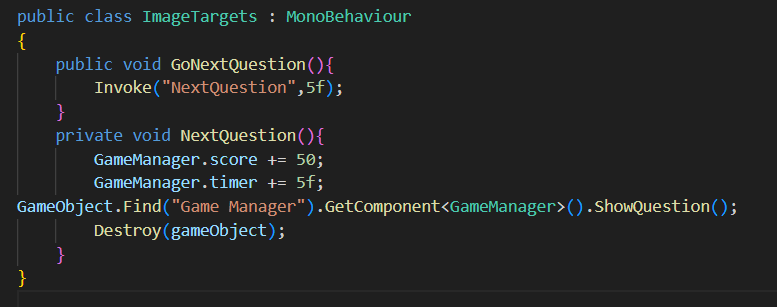 public class ImageTargets : MonoBehaviour
{
    public void GoNextQuestion(){
        Invoke("NextQuestion",5f);
    }
    private void NextQuestion(){
        GameManager.score += 50;
        GameManager.timer += 5f;
GameObject.Find("Game Manager").GetComponent<GameManager>().ShowQuestion();
        Destroy(gameObject);
    }
}